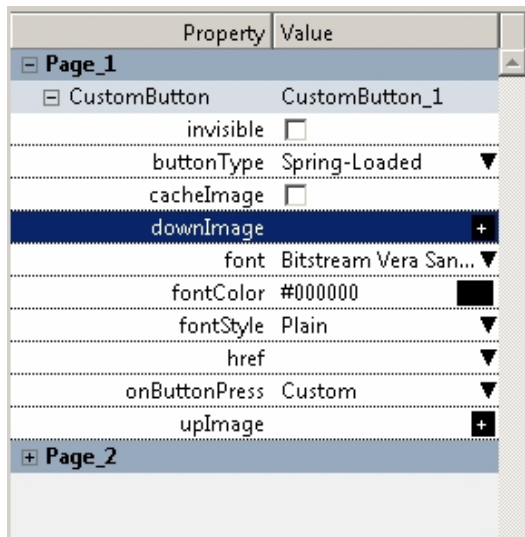 Property Value
Page_1
CustomButton CustomButton_1
invisible
buttonType Spring-Loaded
cacheImage
downImage
font Bitstream Vera San...
fontColor #000000
fontStyle Plain
href
onButtonPress Custom
upImage
Page_2